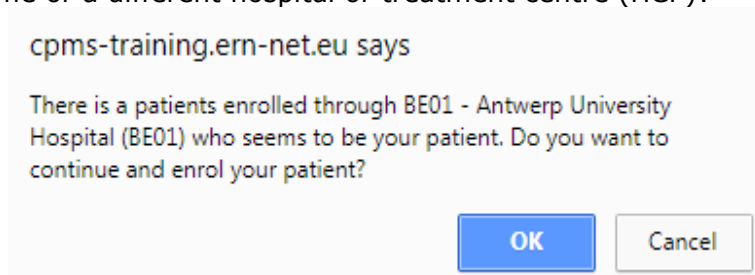 of a different hospital or treatment centre (HCP):
cpms-training.ern-net.eu says
There is a patients enrolled through BE01 - Antwerp University
Hospital (BE01) who seems to be your patient. Do you want to
continue and enrol your patient?
OK
Cancel